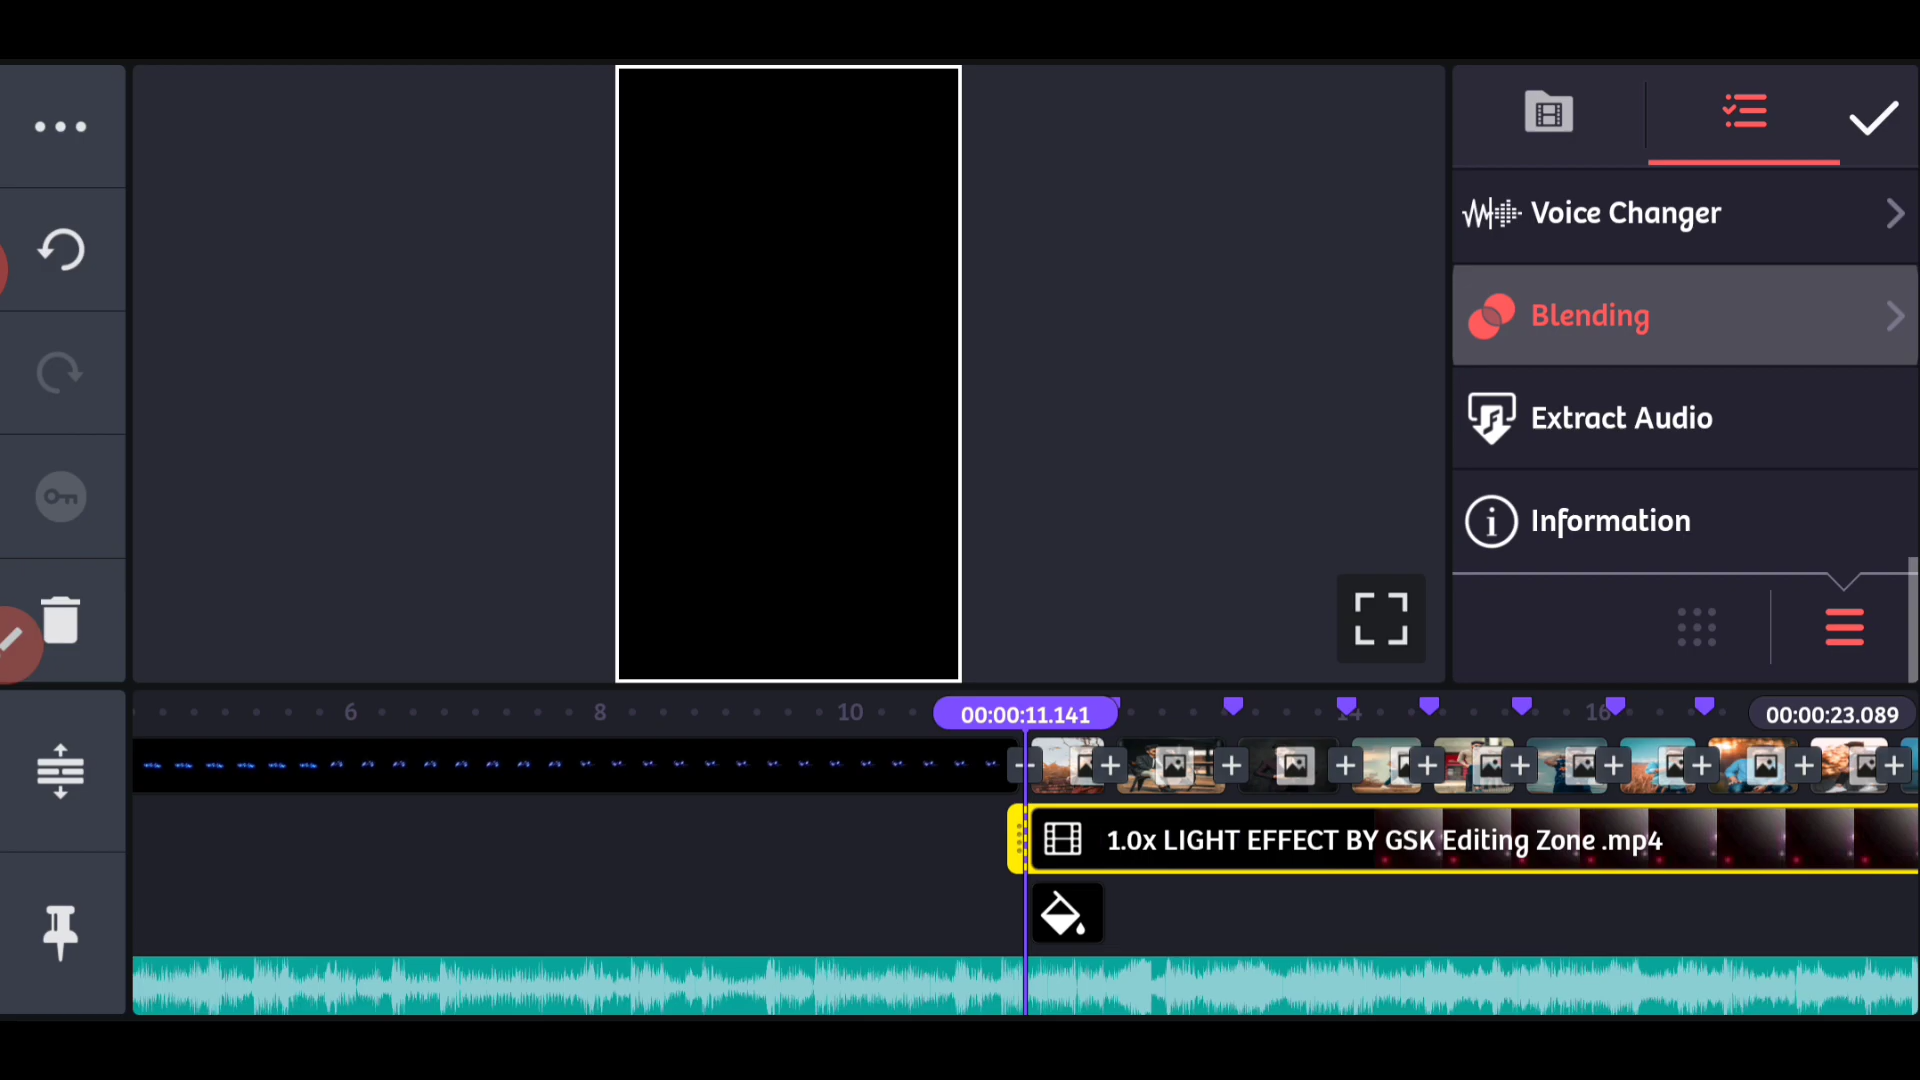 Voice Changer
Blending
Extract Audio
Information
6
8
10
00:00:11.141
14
16
00:00:23.089
1.0x LIGHT EFFECT BY GSK Editing Zone .mp4